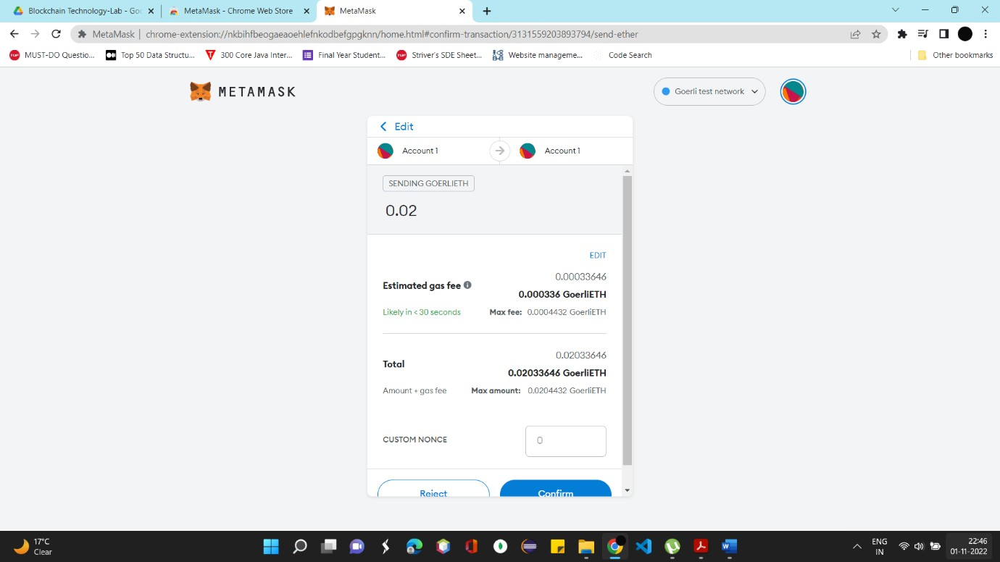 Blockchain Technology-Lab - Goo
MetaMask - Chrome Web Store
MetaMask
MetaMask | chrome-extension://nkbihfbeogaeaoehlefnkodbefgpgknn/home.html#confirm-transaction/3131559203893794/send-ether
MUST-DO Questio...
Top 50 Data Structu...
300 Core Java Inter...
Final Year Student...
Striver's SDE Sheet...
Website manageme...
Code Search
Other bookmarks
METAMASK
Goerli test network
Edit
Account 1
Account 1
SENDING GOERLIETH
0.02
EDIT
0.00033646
Estimated gas fee
0.000336 GoerliETH
Likely in < 30 seconds
Max fee: 0.0004432 GoerliETH
0.02033646
Total
0.02033646 GoerliETH
Amount + gas fee
Max amount: 0.0204432 GoerliETH
CUSTOM NONCE
0
Reject
Confirm
17°C
Clear
ENG
IN
22:46
01-11-2022